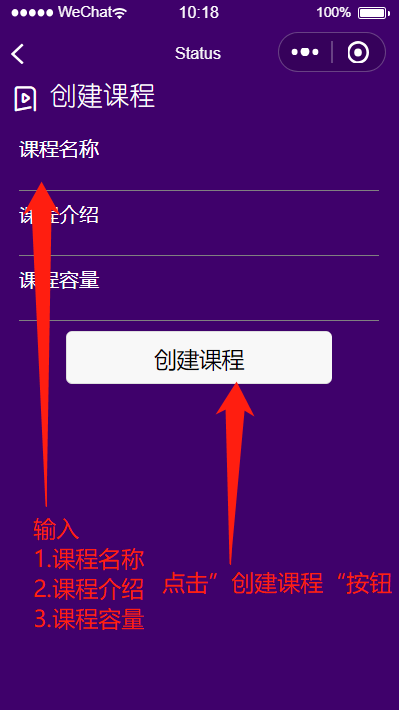 WeChat 10:18 100%
Status
创建课程
课程名称
课程介绍
课程容量
创建课程
输入
1.课程名称
2.课程介绍
3.课程容量
点击”创建课程“按钮